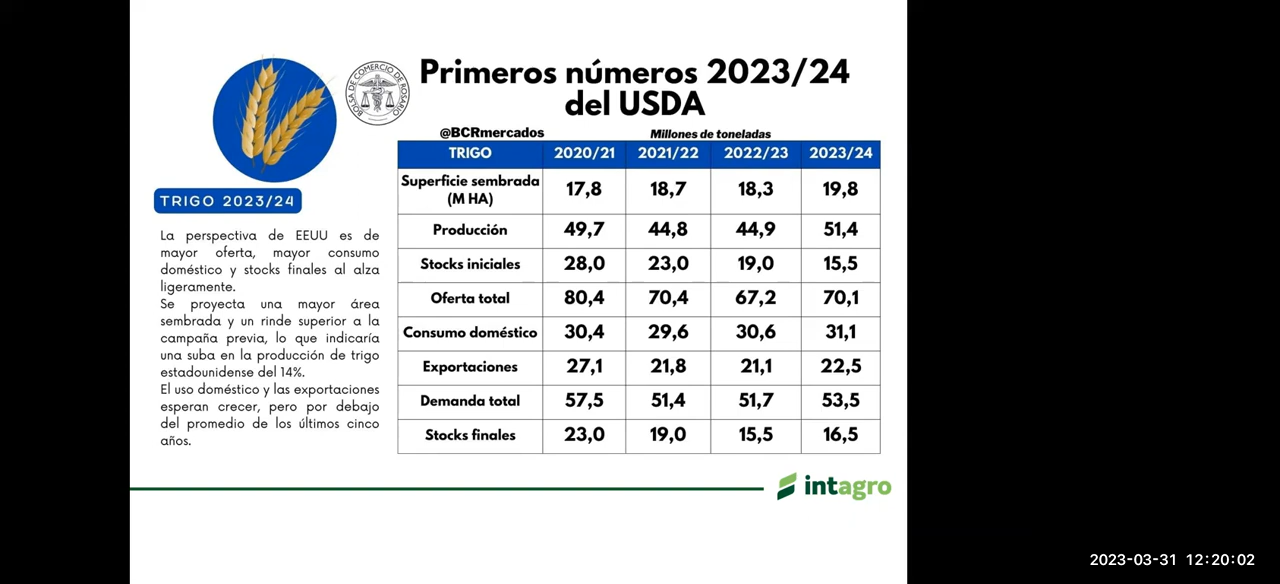 Primeros números 2023/24
del USDA
BOLSA DE COMERCIO DE ROSARIO
@BCRmercados
Millones de toneladas
TRIGO 2023/24
La perspectiva de EEUU es de
mayor oferta, mayor consumo
doméstico y stocks finales al alza
ligeramente.
Se proyecta una mayor área
sembrada y un rinde superior a la
campaña previa, lo que indicaría
una suba en la producción de trigo
estadounidense del 14%.
El uso doméstico y las exportaciones
esperan crecer, pero por debajo
del promedio de los últimos cinco
años.
TRIGO 2020/21 2021/22 2022/23 2023/24
Superficie sembrada
(M HA) 17,8 18,7 18,3 19,8
Producción 49,7 44,8 44,9 51,4
Stocks iniciales 28,0 23,0 19,0 15,5
Oferta total 80,4 70,4 67,2 70,1
Consumo doméstico 30,4 29,6 30,6 31,1
Exportaciones 27,1 21,8 21,1 22,5
Demanda total 57,5 51,4 51,7 53,5
Stocks finales 23,0 19,0 15,5 16,5
intagro
2023-03-31 12:20:02